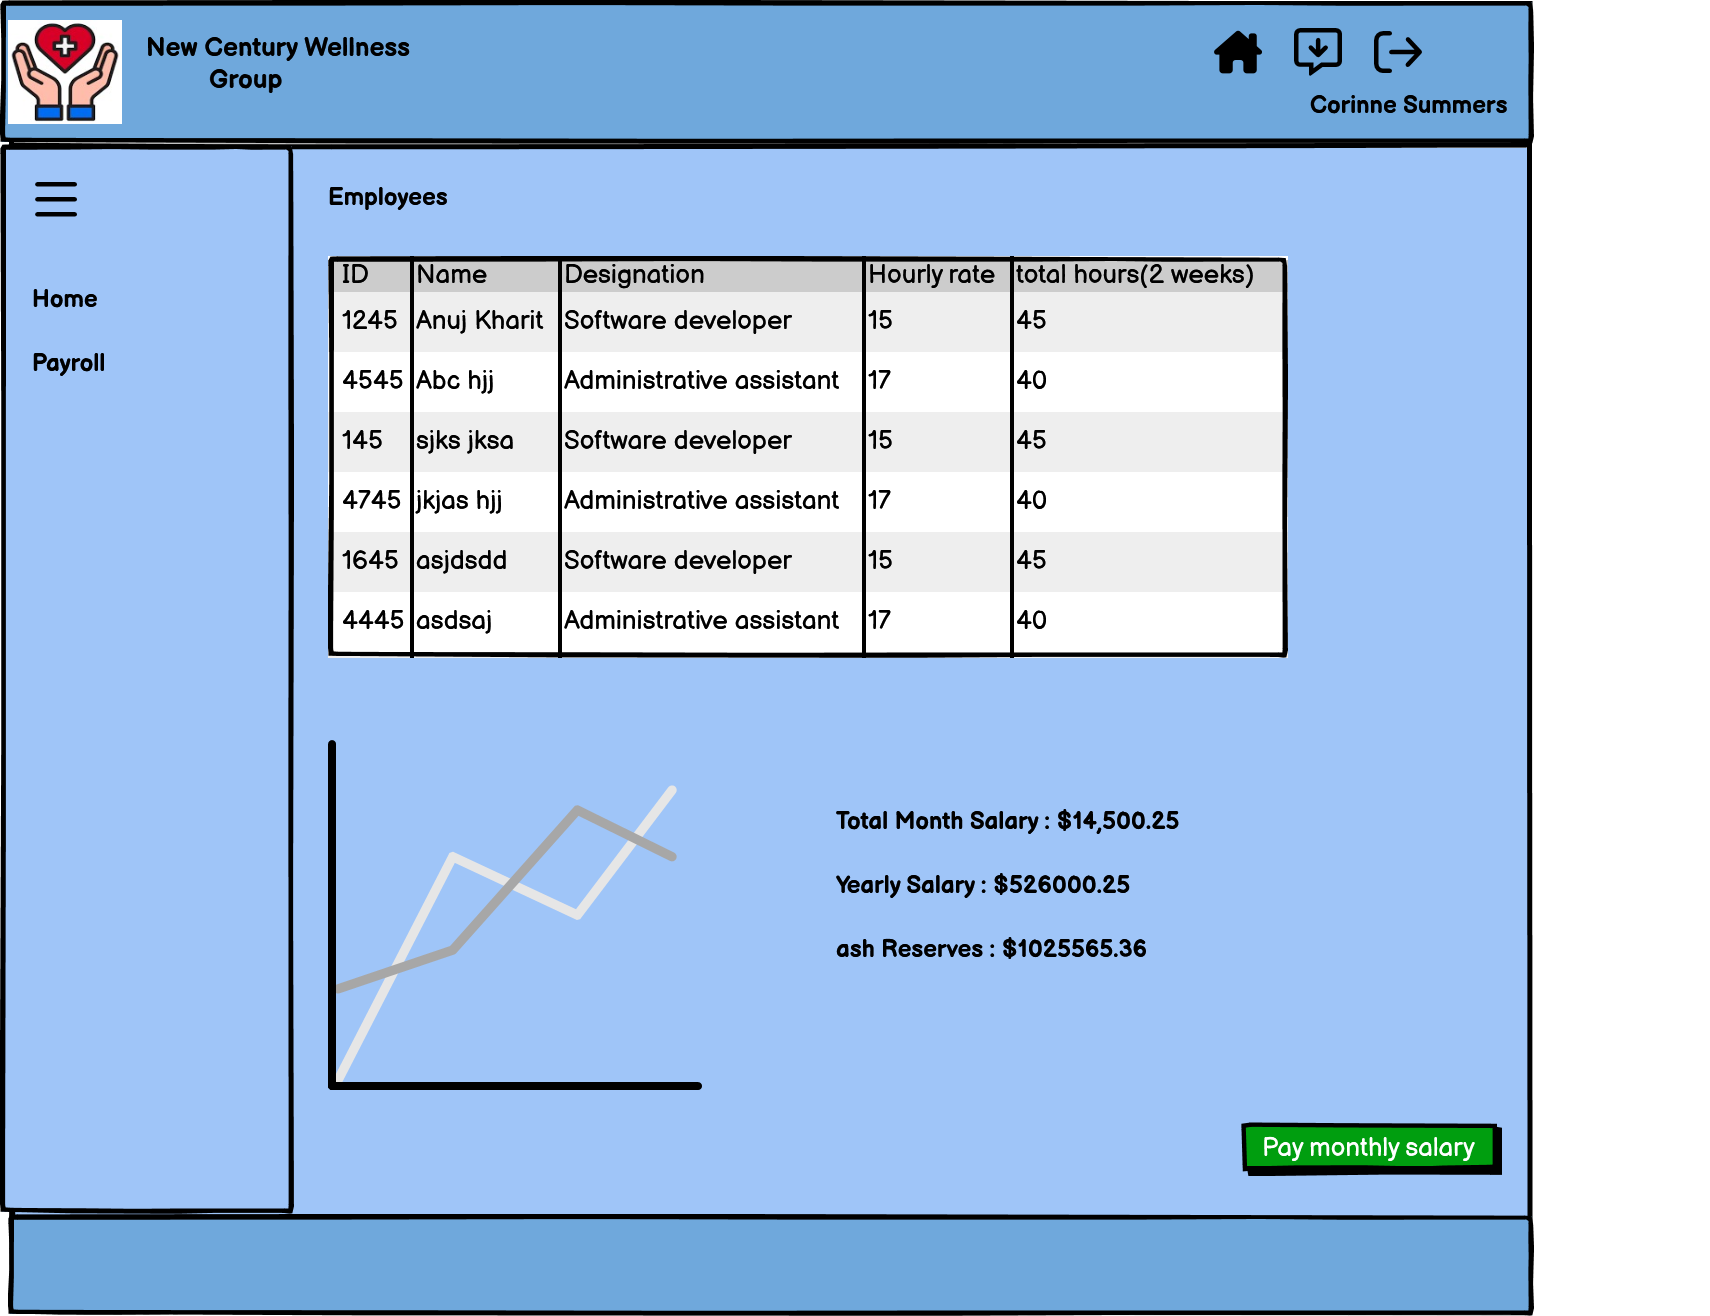 New Century Wellness
Group
Corinne Summers
Home
Payroll
Employees
ID Name Designation Hourly rate total hours(2 weeks)
1245 Anuj Kharit Software developer 15 45
4545 Abc hjj Administrative assistant 17 40
145 sjks jksa Software developer 15 45
4745 jkjas hjj Administrative assistant 17 40
1645 asjdsdd Software developer 15 45
4445 asdsaj Administrative assistant 17 40
Total Month Salary : $14,500.25
Yearly Salary : $526000.25
ash Reserves : $1025565.36
Pay monthly salary